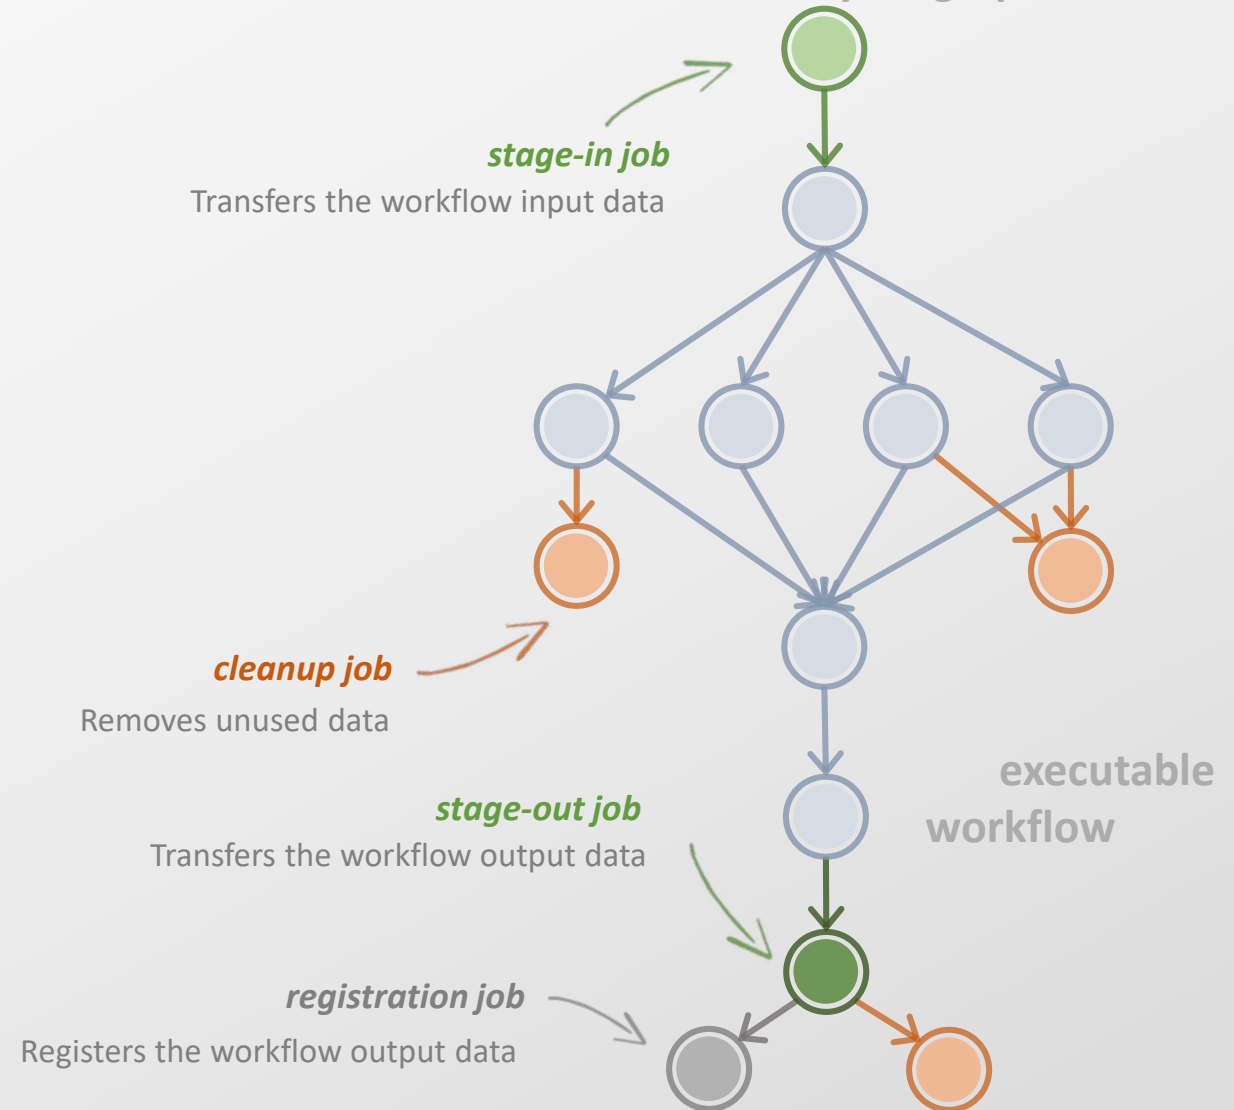 stage-in job
Transfers the workflow input data
cleanup job
Removes unused data
executable
workflow
stage-out job
Transfers the workflow output data
registration job
Registers the workflow output data